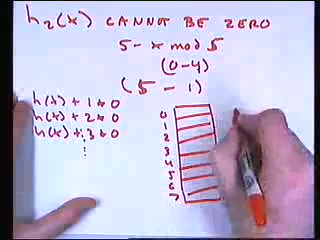 h₂(x) CANNOT BE ZERO
5 - x mod 5
(0-4)
(5 - 1)
h(x) + 1*0
h(x) + 2*0
h(x) + 3*0
⋮
0
1
2
3
4
5
6
7